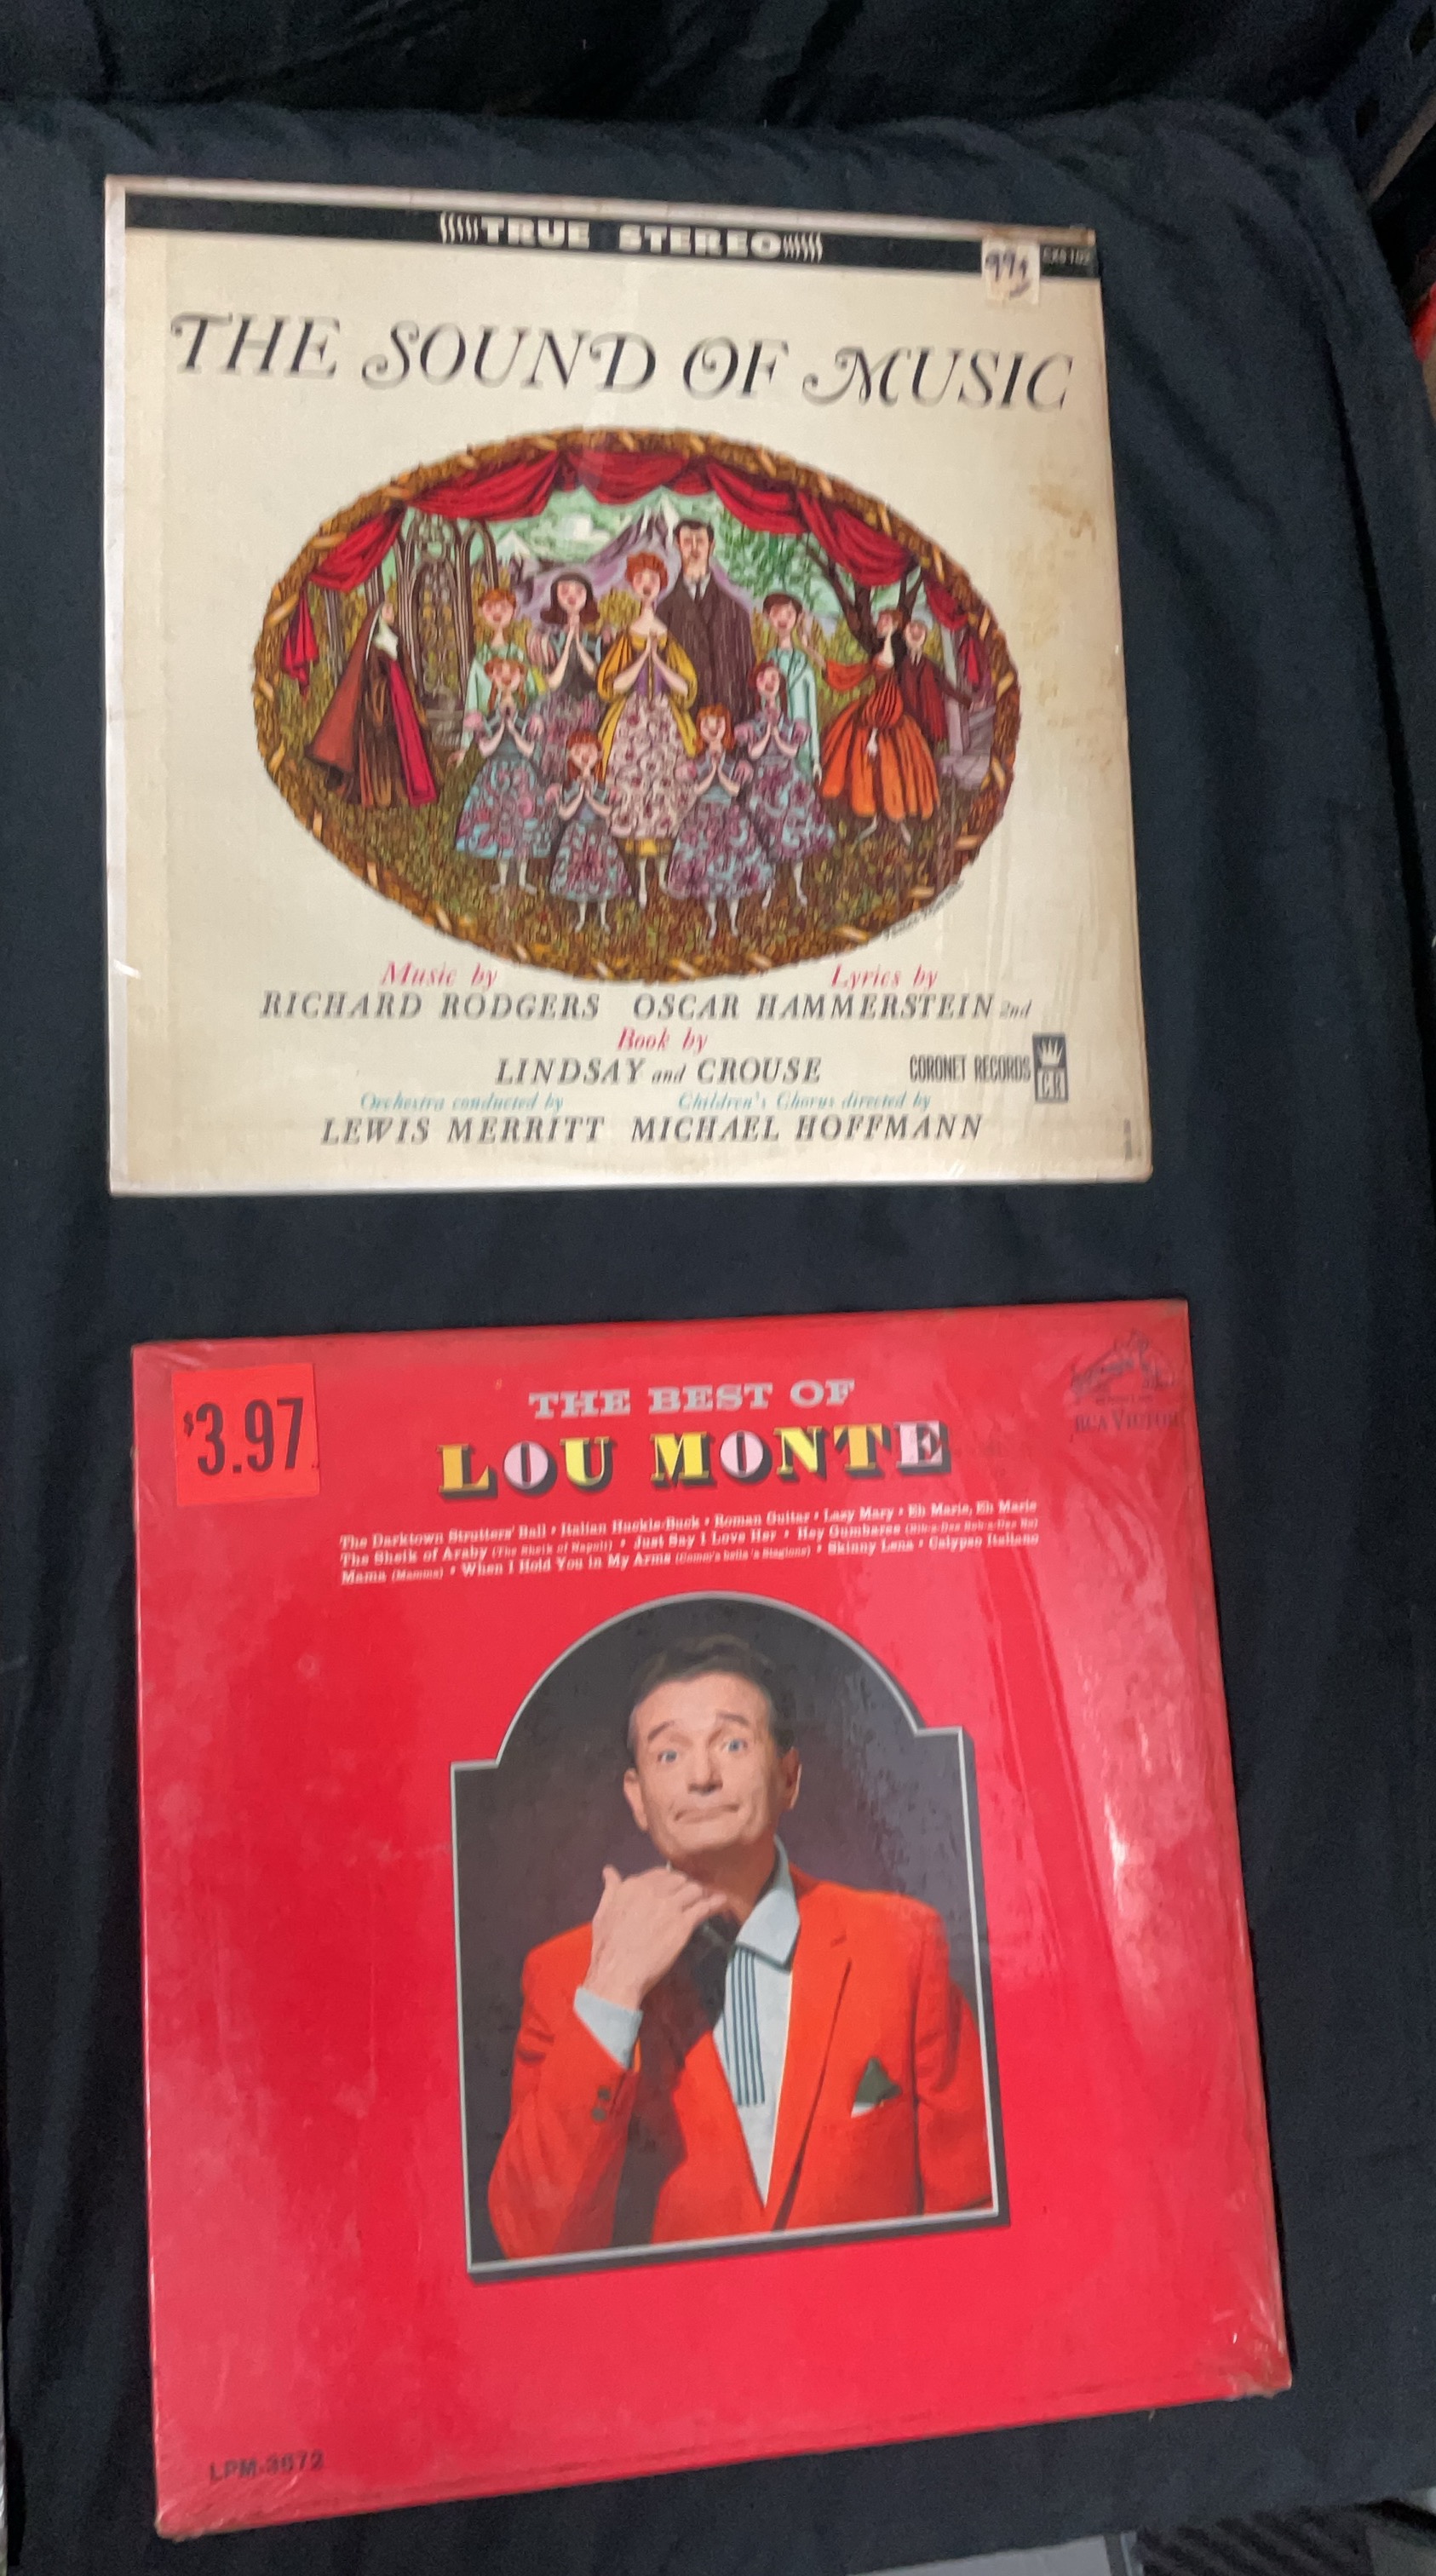 TRUE STEREO
99¢
CXS 102
THE SOUND OF MUSIC
Music by Lyrics by
RICHARD RODGERS OSCAR HAMMERSTEIN 2nd
Book by
LINDSAY and CROUSE
CORONET RECORDS
CR
Orchestra conducted by Children's Chorus directed by
LEWIS MERRITT MICHAEL HOFFMANN
$3.97
THE BEST OF
LOU MONTE
RCA VICTOR
The Darktown Strutters' Ball • Italian Huckle-Buck • Roman Guitar • Lazy Mary • Eh Marie, Eh Marie
The Sheik of Araby (The Sheik of Napoli) • Just Say I Love Her • Hey Gumbaree
Mama (Mamma) • When I Hold You in My Arms • Skinny Lena • Calypso Italiano
LPM-3672